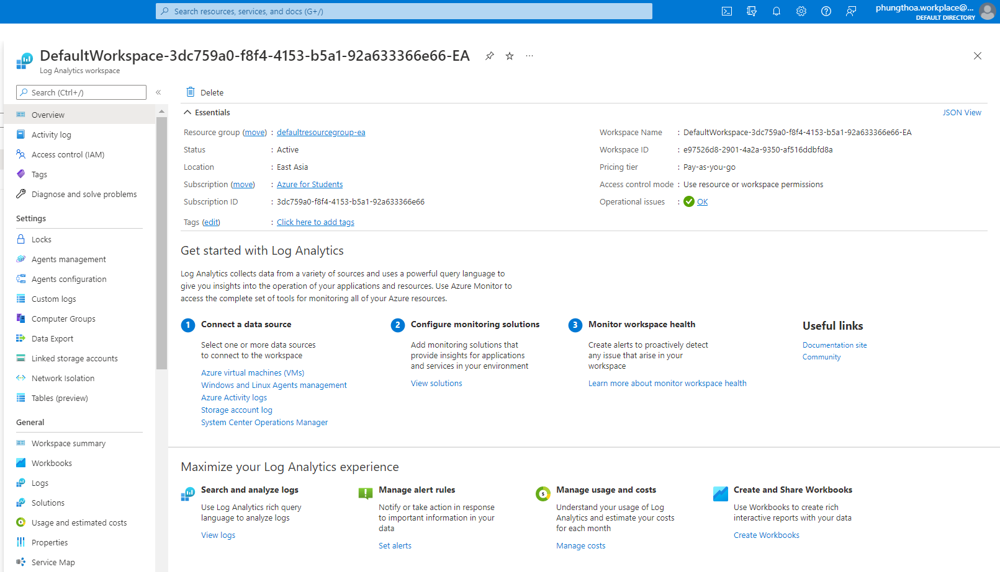 Search resources, services, and docs (G+/)
phungthoa.workplace@...
DEFAULT DIRECTORY
DefaultWorkspace-3dc759a0-f8f4-4153-b5a1-92a633366e66-EA
Log Analytics workspace
Search (Ctrl+/)
Overview
Activity log
Access control (IAM)
Tags
Diagnose and solve problems
Settings
Locks
Agents management
Agents configuration
Custom logs
Computer Groups
Data Export
Linked storage accounts
Network Isolation
Tables (preview)
General
Workspace summary
Workbooks
Logs
Solutions
Usage and estimated costs
Properties
Service Map
Delete
Essentials
JSON View
Resource group (move) : defaultresourcegroup-ea
Status : Active
Location : East Asia
Subscription (move) : Azure for Students
Subscription ID : 3dc759a0-f8f4-4153-b5a1-92a633366e66
Tags (edit) : Click here to add tags
Workspace Name : DefaultWorkspace-3dc759a0-f8f4-4153-b5a1-92a633366e66-EA
Workspace ID : e97526d8-2901-4a2a-9350-af516ddbfd8a
Pricing tier : Pay-as-you-go
Access control mode : Use resource or workspace permissions
Operational issues : OK
Get started with Log Analytics
Log Analytics collects data from a variety of sources and uses a powerful query language to
give you insights into the operation of your applications and resources. Use Azure Monitor to
access the complete set of tools for monitoring all of your Azure resources.
1 Connect a data source
Select one or more data sources
to connect to the workspace
Azure virtual machines (VMs)
Windows and Linux Agents management
Azure Activity logs
Storage account log
System Center Operations Manager
2 Configure monitoring solutions
Add monitoring solutions that
provide insights for applications
and services in your environment
View solutions
3 Monitor workspace health
Create alerts to proactively detect
any issue that arise in your
workspace
Learn more about monitor workspace health
Useful links
Documentation site
Community
Maximize your Log Analytics experience
Search and analyze logs
Use Log Analytics rich query
language to analyze logs
View logs
Manage alert rules
Notify or take action in response
to important information in your
data
Set alerts
Manage usage and costs
Understand your usage of Log
Analytics and estimate your costs
for each month
Manage costs
Create and Share Workbooks
Use Workbooks to create rich
interactive reports with your data
Create Workbooks